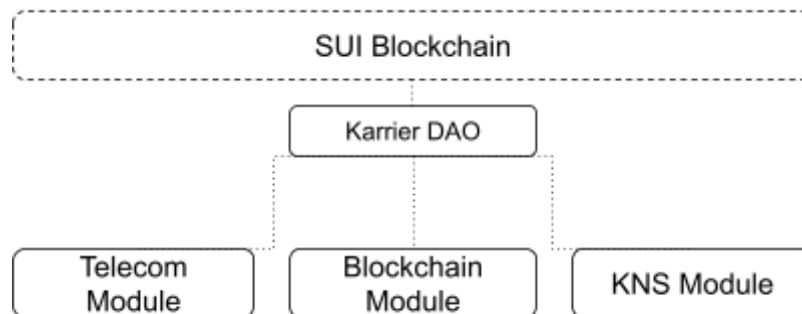 SUI Blockchain
Karrier DAO
Telecom
Module
Blockchain
Module
KNS Module